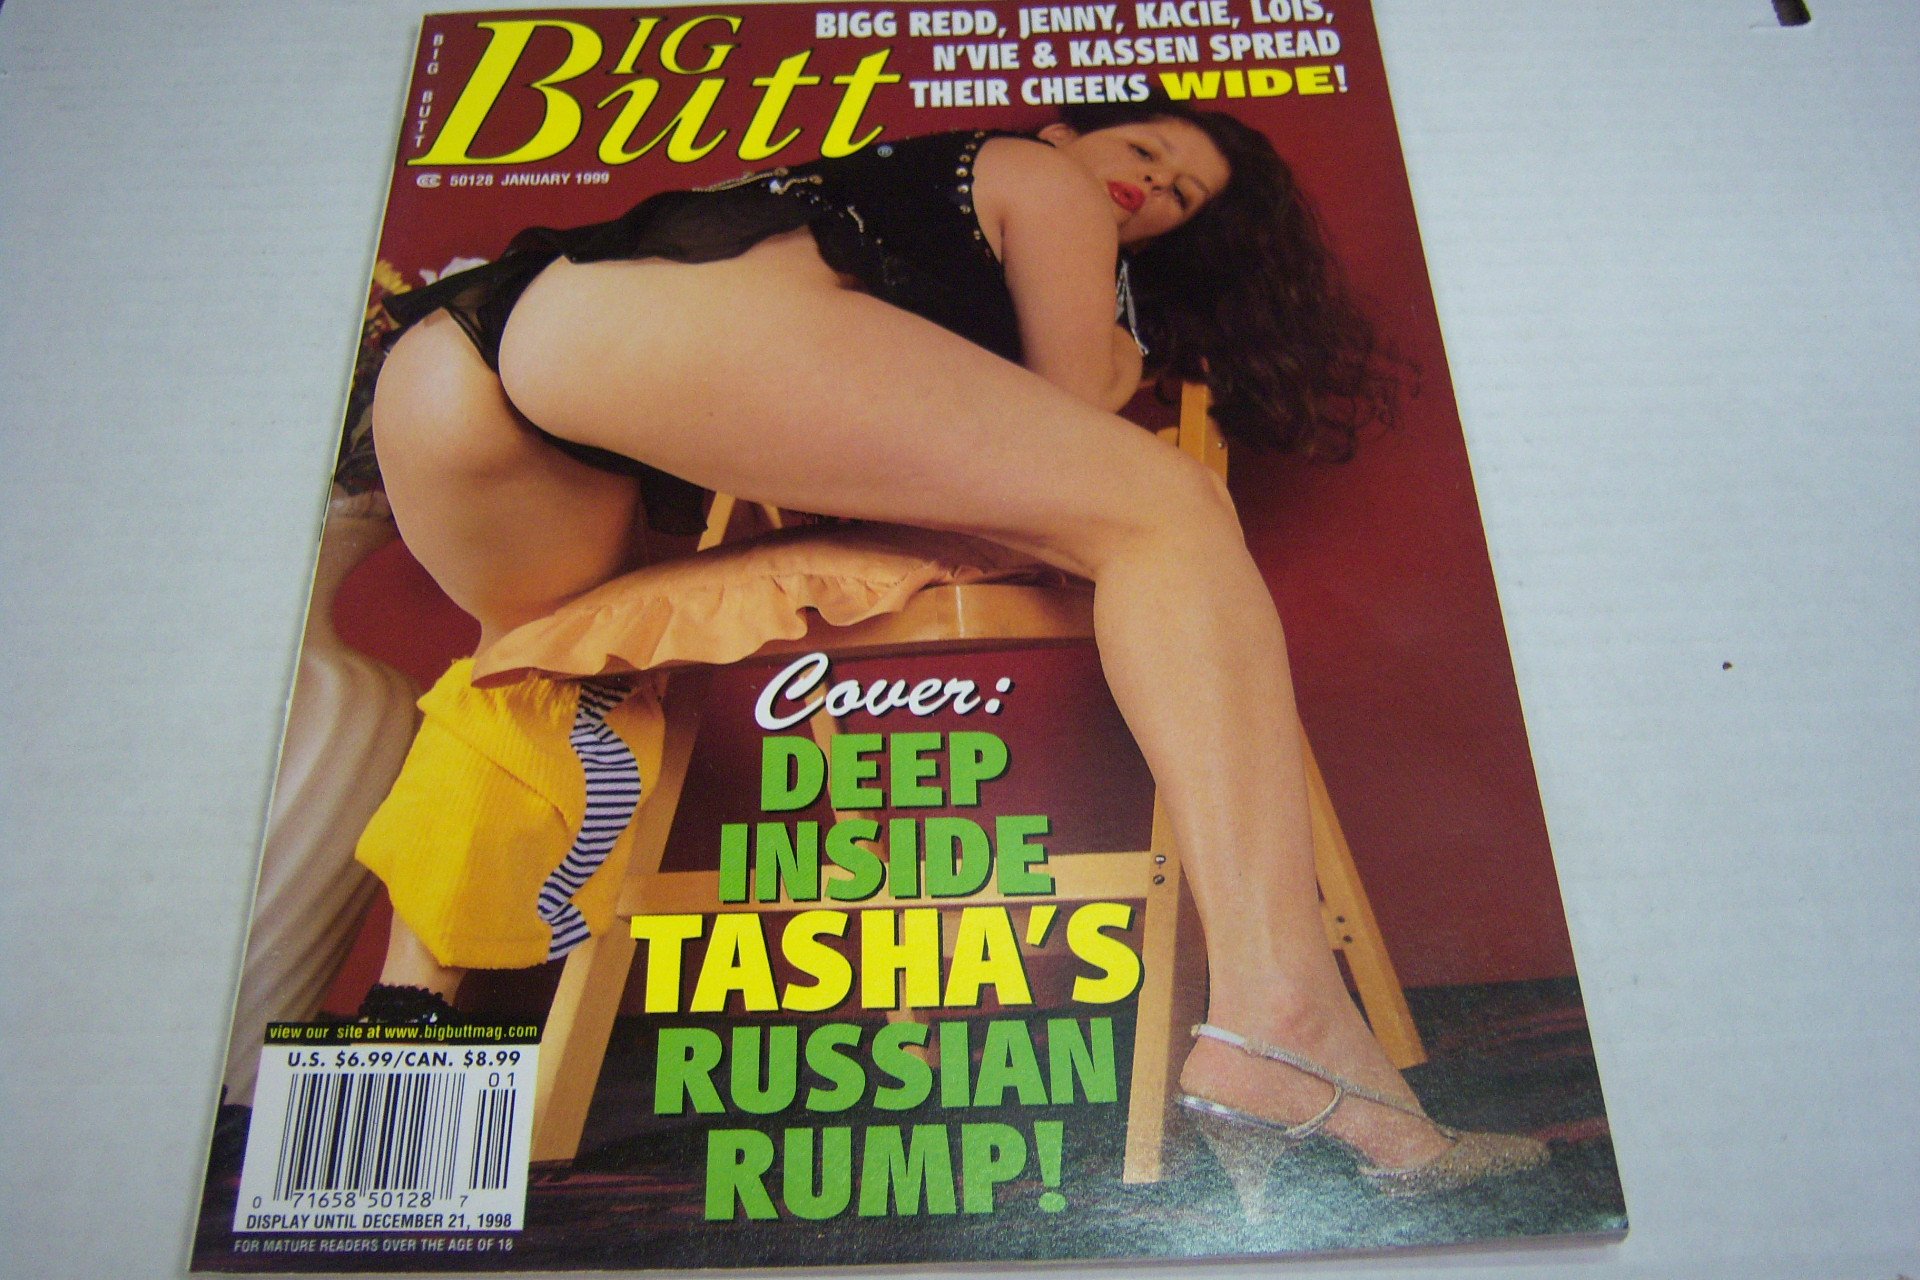 BIG BUTT
BIG
Butt®
50128 JANUARY 1999
BIGG REDD, JENNY, KACIE, LOIS,
N'VIE & KASSEN SPREAD
THEIR CHEEKS WIDE!
Cover:
DEEP
INSIDE
TASHA'S
RUSSIAN
RUMP!
view our site at www.bigbuttmag.com
U.S. $6.99/CAN. $8.99
01
0 71658 50128 7
DISPLAY UNTIL DECEMBER 21, 1998
FOR MATURE READERS OVER THE AGE OF 18